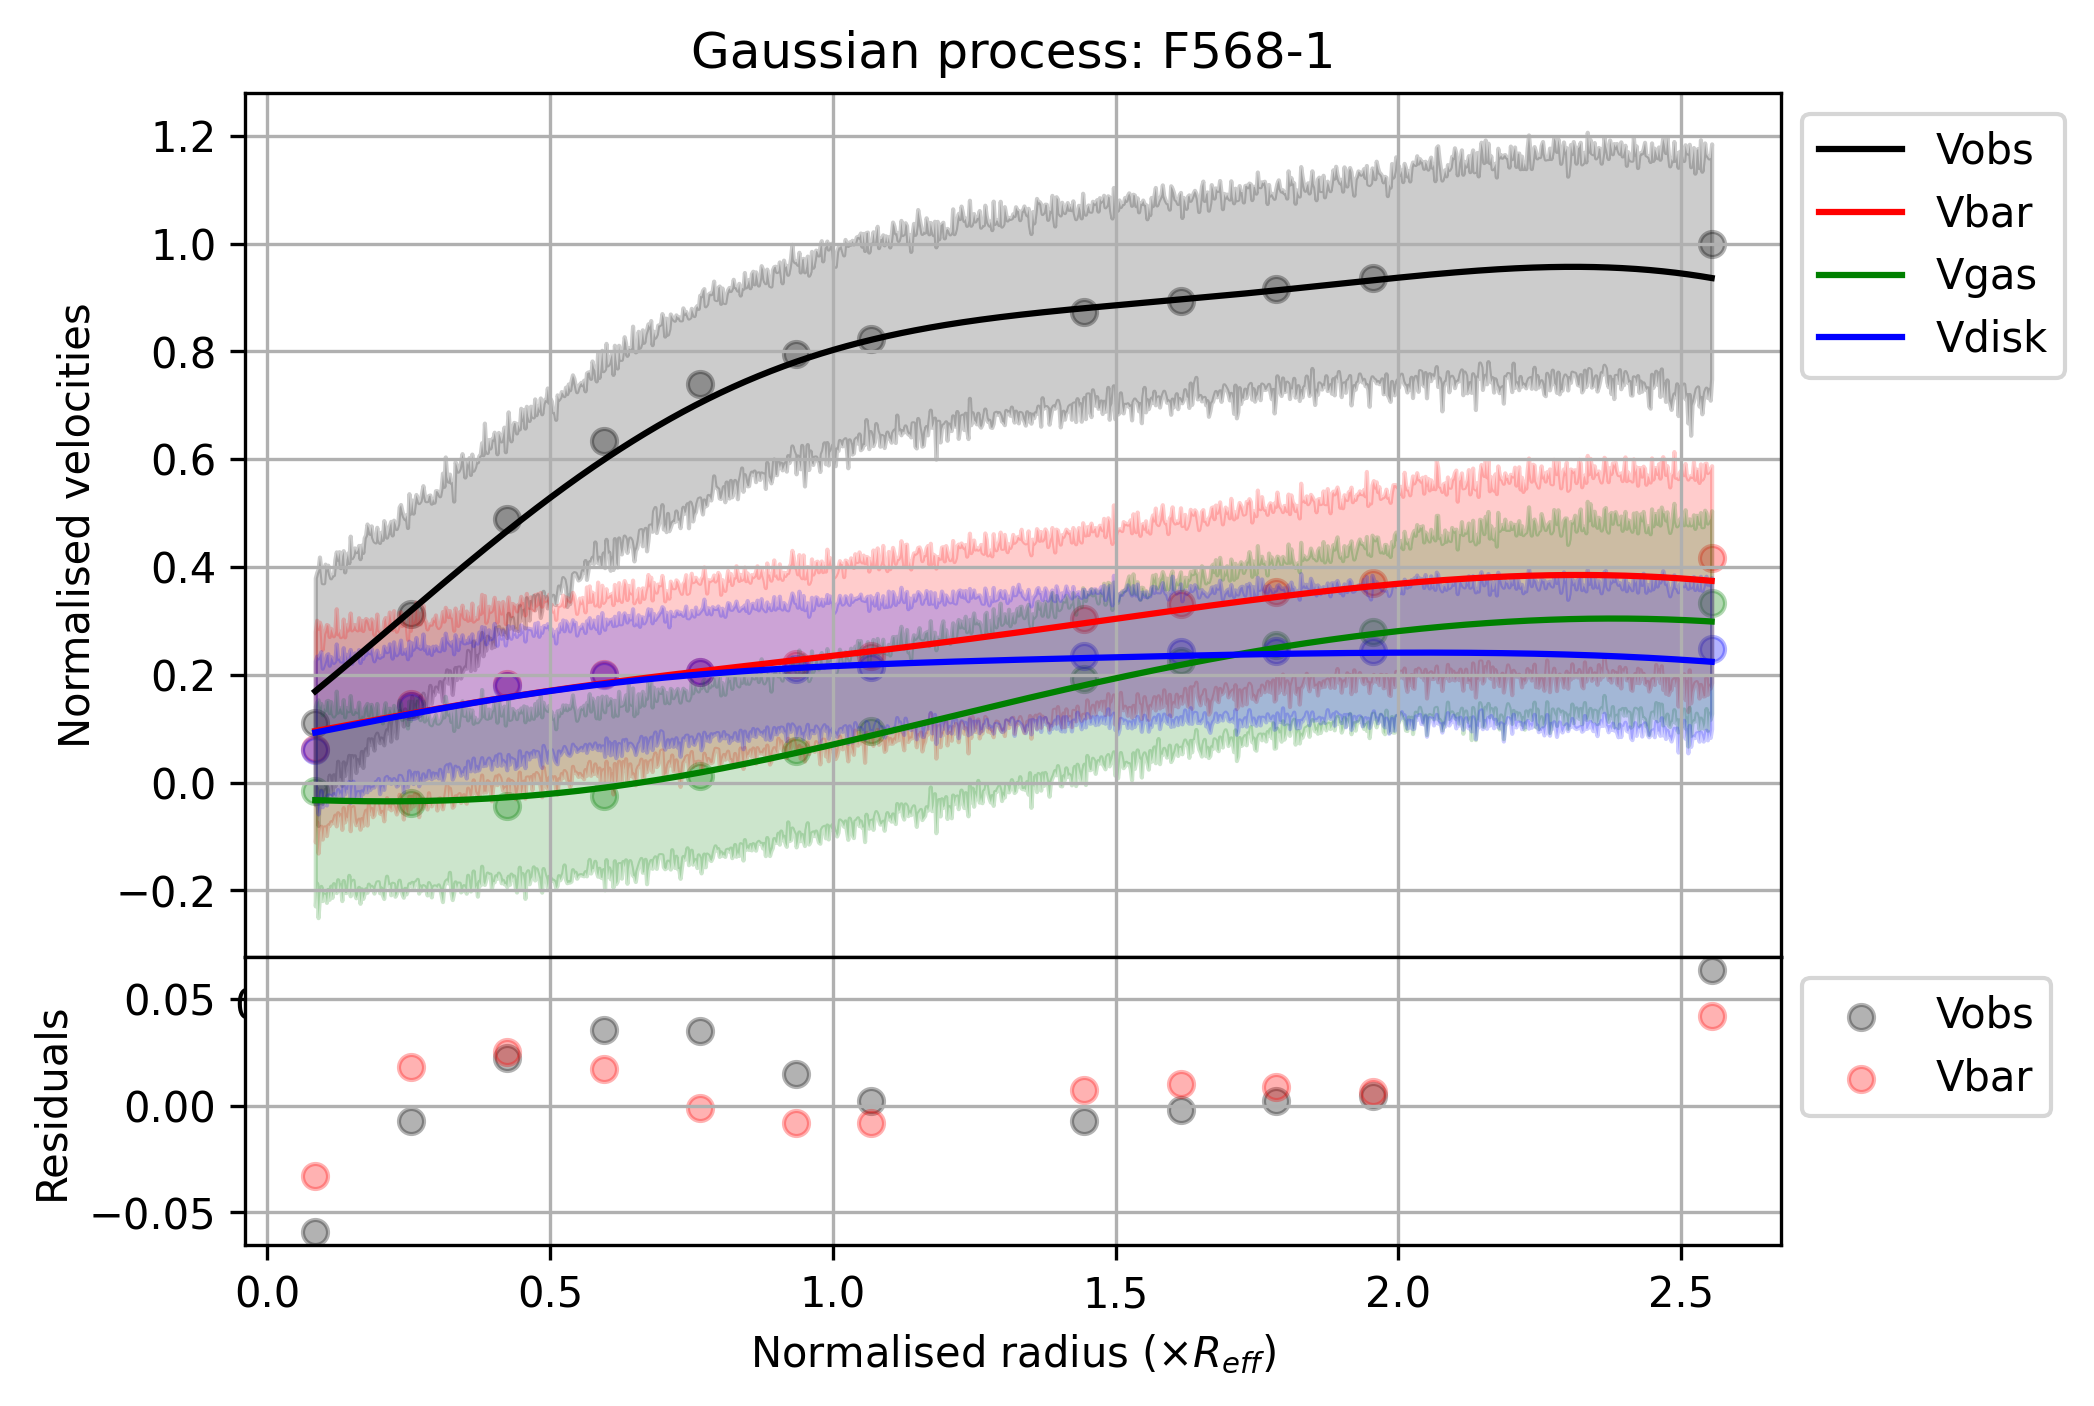 Gaussian process: F568-1
Normalised velocities
1.2
1.0
0.8
0.6
0.4
0.2
0.0
−0.2
Vobs
Vbar
Vgas
Vdisk
Residuals
0.05
0.00
−0.05
Vobs
Vbar
0.0 0.5 1.0 1.5 2.0 2.5
Normalised radius (×R_eff)